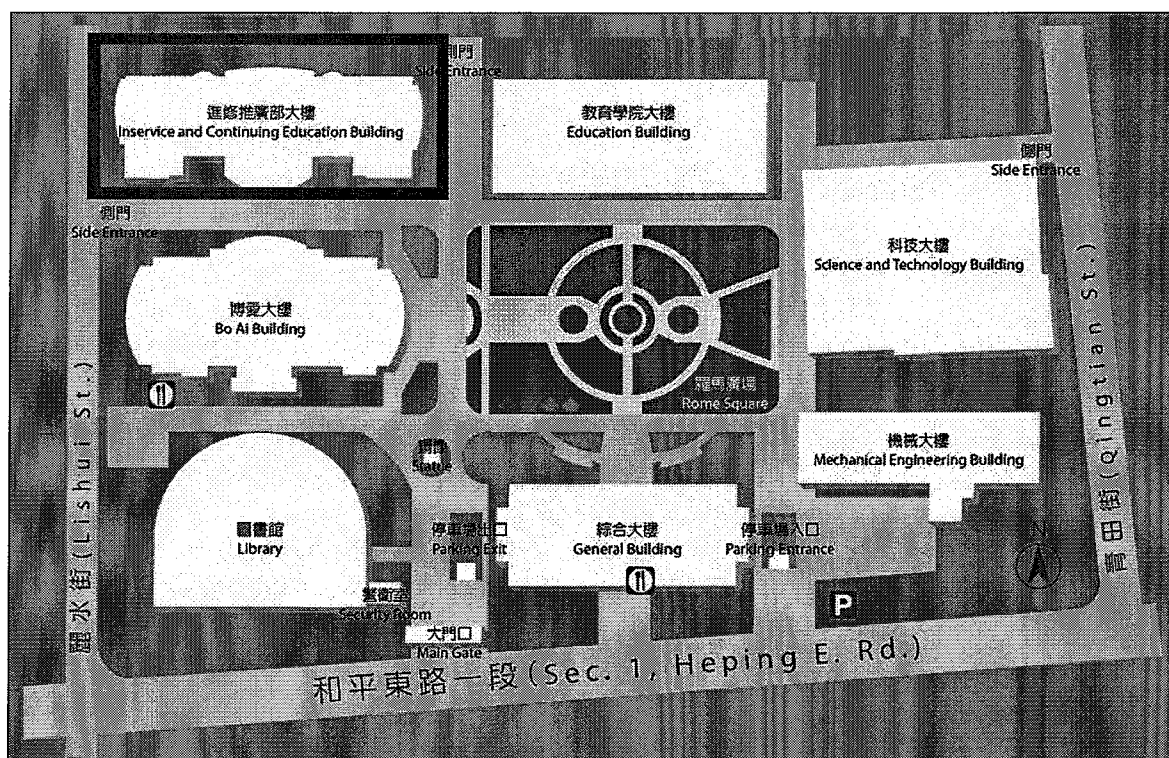 側門
Side Entrance
進修推廣部大樓
Inservice and Continuing Education Building
教育學院大樓
Education Building
側門
Side Entrance
側門
Side Entrance
科技大樓
Science and Technology Building
博愛大樓
Bo Ai Building
羅馬廣場
Rome Square
機械大樓
Mechanical Engineering Building
銅像
Statue
圖書館
Library
停車場出口
Parking Exit
綜合大樓
General Building
停車場入口
Parking Entrance
警衛室
Security Room
大門口
Main Gate
P
N
麗水街(Lishui St.)
青田街(Qingtian St.)
和平東路一段(Sec. 1, Heping E. Rd.)